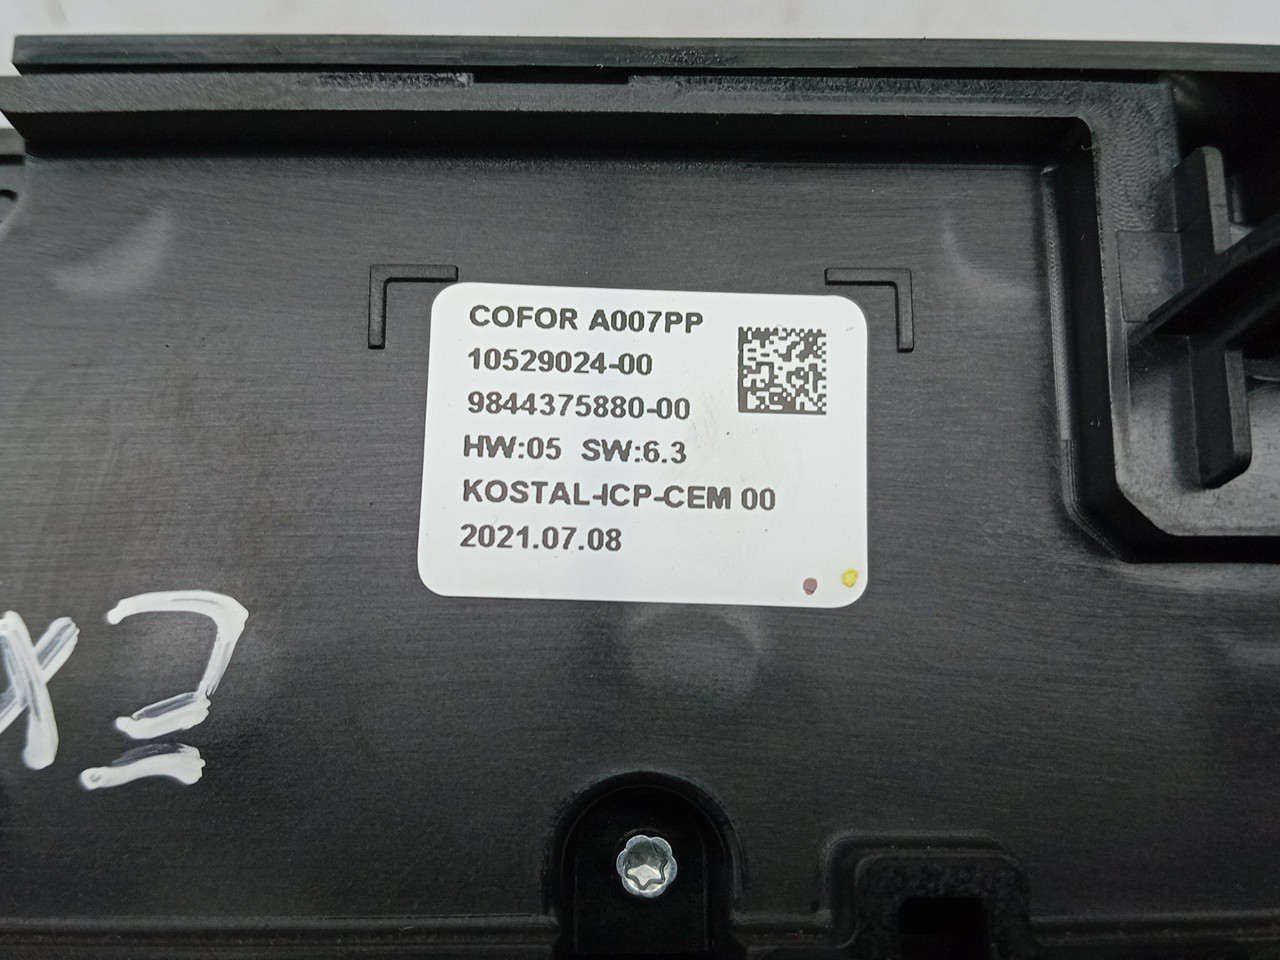 COFOR A007PP
10529024-00
9844375880-00
HW:05 SW:6.3
KOSTAL-ICP-CEM 00
2021.07.08